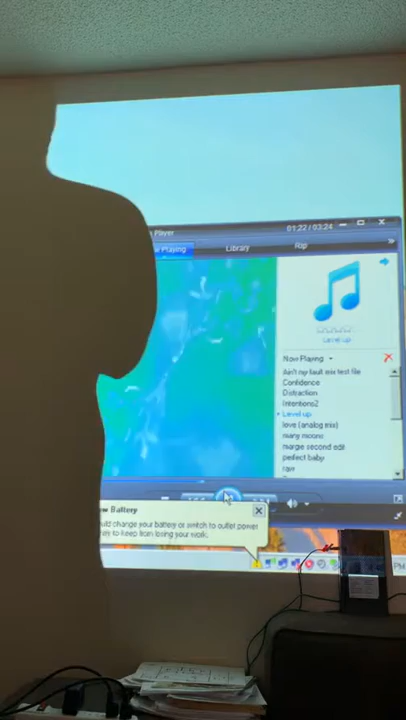 Player
01:22 / 03:24
Playing
Library
Rip
Level up
Now Playing
Ain't my fault mix test file
Confidence
Distraction
Intentions2
Level up
love (analog mix)
many moons
margie second edit
perfect baby
Battery
change your battery or switch to outlet power
to keep from losing your work.
PM